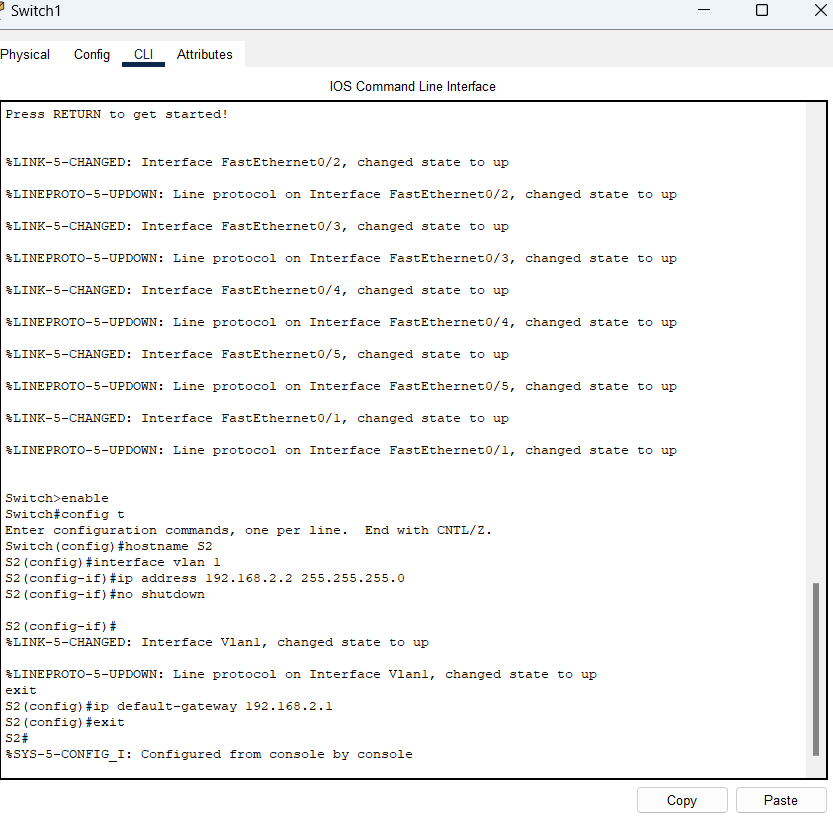 Switch1
Physical Config CLI Attributes
IOS Command Line Interface
Press RETURN to get started!
%LINK-5-CHANGED: Interface FastEthernet0/2, changed state to up
%LINEPROTO-5-UPDOWN: Line protocol on Interface FastEthernet0/2, changed state to up
%LINK-5-CHANGED: Interface FastEthernet0/3, changed state to up
%LINEPROTO-5-UPDOWN: Line protocol on Interface FastEthernet0/3, changed state to up
%LINK-5-CHANGED: Interface FastEthernet0/4, changed state to up
%LINEPROTO-5-UPDOWN: Line protocol on Interface FastEthernet0/4, changed state to up
%LINK-5-CHANGED: Interface FastEthernet0/5, changed state to up
%LINEPROTO-5-UPDOWN: Line protocol on Interface FastEthernet0/5, changed state to up
%LINK-5-CHANGED: Interface FastEthernet0/1, changed state to up
%LINEPROTO-5-UPDOWN: Line protocol on Interface FastEthernet0/1, changed state to up
Switch>enable
Switch#config t
Enter configuration commands, one per line.  End with CNTL/Z.
Switch(config)#hostname S2
S2(config)#interface vlan 1
S2(config-if)#ip address 192.168.2.2 255.255.255.0
S2(config-if)#no shutdown
S2(config-if)#
%LINK-5-CHANGED: Interface Vlan1, changed state to up
%LINEPROTO-5-UPDOWN: Line protocol on Interface Vlan1, changed state to up
exit
S2(config)#ip default-gateway 192.168.2.1
S2(config)#exit
S2#
%SYS-5-CONFIG_I: Configured from console by console
Copy Paste